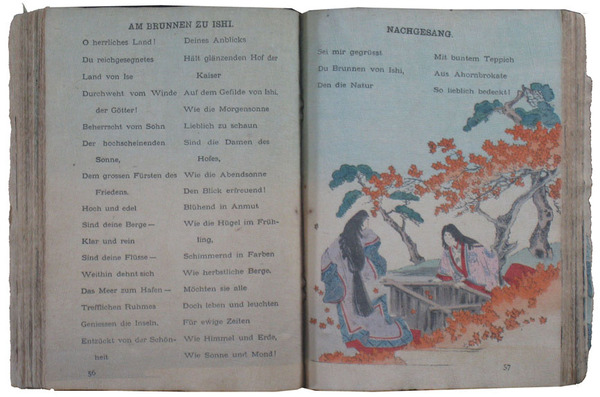 AM BRUNNEN ZU ISHI.
O herrliches Land!
Du reichgesegnetes
Land von Ise
Durchweht vom Winde
der Götter!
Beherrscht vom Sohn
Der hochscheinenden
Sonne,
Dem grossen Fürsten des
Friedens.
Hoch und edel
Sind deine Berge—
Klar und rein
Sind deine Flüsse—
Weithin dehnt sich
Das Meer zum Hafen—
Trefflichen Ruhmes
Geniessen die Inseln.
Entzückt von der Schön-
heit
Deines Anblicks
Hält glänzenden Hof der
Kaiser
Auf dem Gefilde von Ishi.
Wie die Morgensonne
Lieblich zu schaun
Sind die Damen des
Hofes,
Wie die Abendsonne
Den Blick erfreuend!
Blühend in Anmut
Wie die Hügel im Früh-
ling,
Schimmernd in Farben
Wie herbstliche Berge.
Möchten sie alle
Doch leben und leuchten
Für ewige Zeiten
Wie Himmel und Erde,
Wie Sonne und Mond!
56
NACHGESANG.
Sei mir gegrüsst
Du Brunnen von Ishi,
Den die Natur
Mit buntem Teppich
Aus Ahornbrokate
So lieblich bedeckt!
57